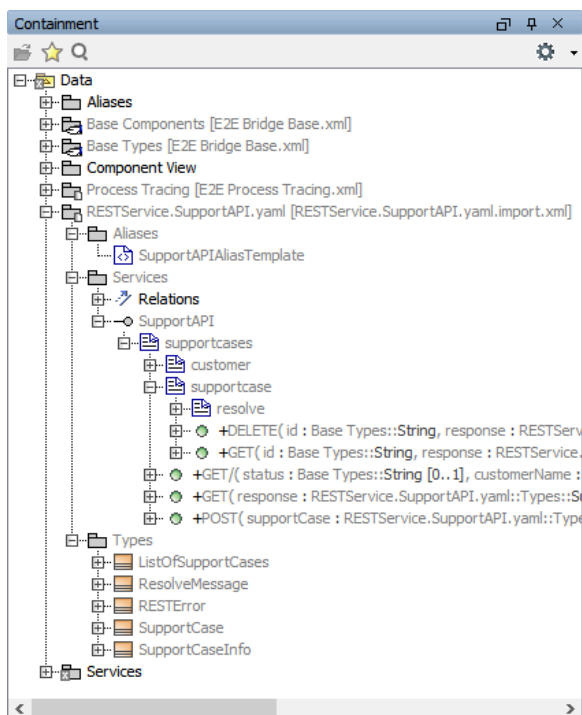 Containment
Data
Aliases
Base Components [E2E Bridge Base.xml]
Base Types [E2E Bridge Base.xml]
Component View
Process Tracing [E2E Process Tracing.xml]
RESTService.SupportAPI.yaml [RESTService.SupportAPI.yaml.import.xml]
Aliases
SupportAPIAliasTemplate
Services
Relations
SupportAPI
supportcases
customer
supportcase
resolve
+DELETE( id : Base Types::String, response : RESTServ
+GET( id : Base Types::String, response : RESTService.
+GET/( status : Base Types::String [0..1], customerName :
+GET( response : RESTService.SupportAPI.yaml::Types::Su
+POST( supportCase : RESTService.SupportAPI.yaml::Type
Types
ListOfSupportCases
ResolveMessage
RESTError
SupportCase
SupportCaseInfo
Services